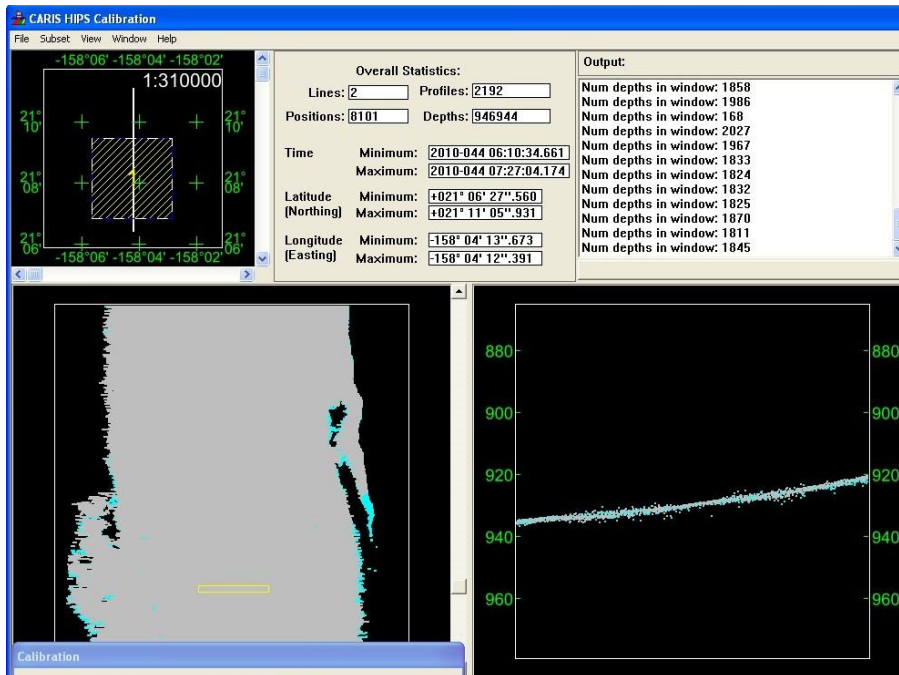 CARIS HIPS Calibration
File Subset View Window Help
-158°06' -158°04' -158°02'
1:310000
21° 10' 21° 10'
21° 08' 21° 08'
21° 06' 21° 06'
-158°06' -158°04' -158°02'
Overall Statistics:
Lines: 2 Profiles: 2192
Positions: 8101 Depths: 946944
Time Minimum: 2010-044 06:10:34.661
Maximum: 2010-044 07:27:04.174
Latitude Minimum: +021° 06' 27".560
(Northing) Maximum: +021° 11' 05".931
Longitude Minimum: -158° 04' 13".673
(Easting) Maximum: -158° 04' 12".391
Output:
Num depths in window: 1858
Num depths in window: 1986
Num depths in window: 168
Num depths in window: 2027
Num depths in window: 1967
Num depths in window: 1833
Num depths in window: 1824
Num depths in window: 1832
Num depths in window: 1825
Num depths in window: 1870
Num depths in window: 1811
Num depths in window: 1845
880 880
900 900
920 920
940 940
960 960
Calibration